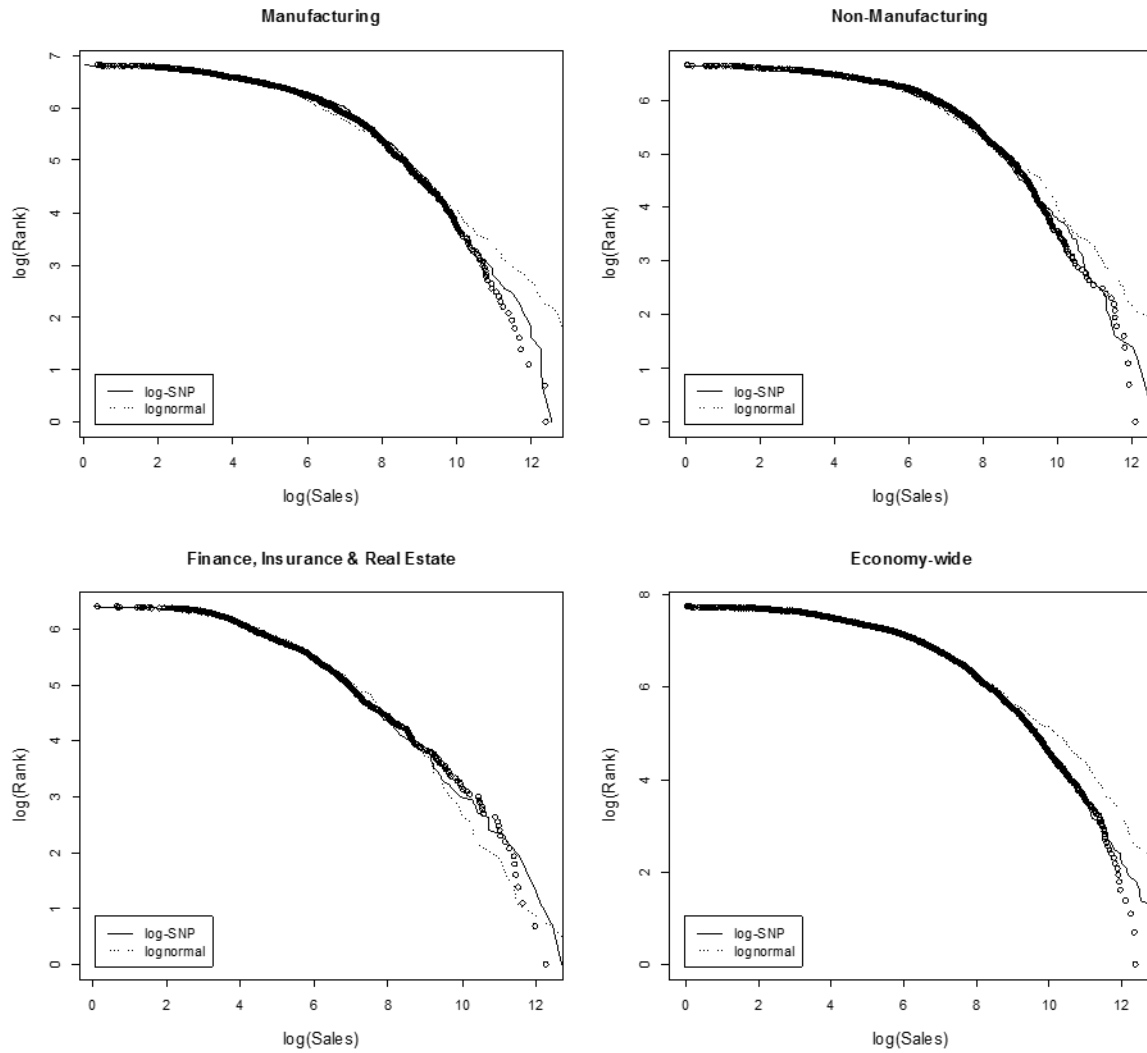 Manufacturing
7
6
5
4
3
2
1
0
log(Rank)
0 2 4 6 8 10 12
log(Sales)
log-SNP
lognormal
Non-Manufacturing
6
5
4
3
2
1
0
log(Rank)
0 2 4 6 8 10 12
log(Sales)
log-SNP
lognormal
Finance, Insurance & Real Estate
6
5
4
3
2
1
0
log(Rank)
0 2 4 6 8 10 12
log(Sales)
log-SNP
lognormal
Economy-wide
8
6
4
2
0
log(Rank)
0 2 4 6 8 10 12
log(Sales)
log-SNP
lognormal